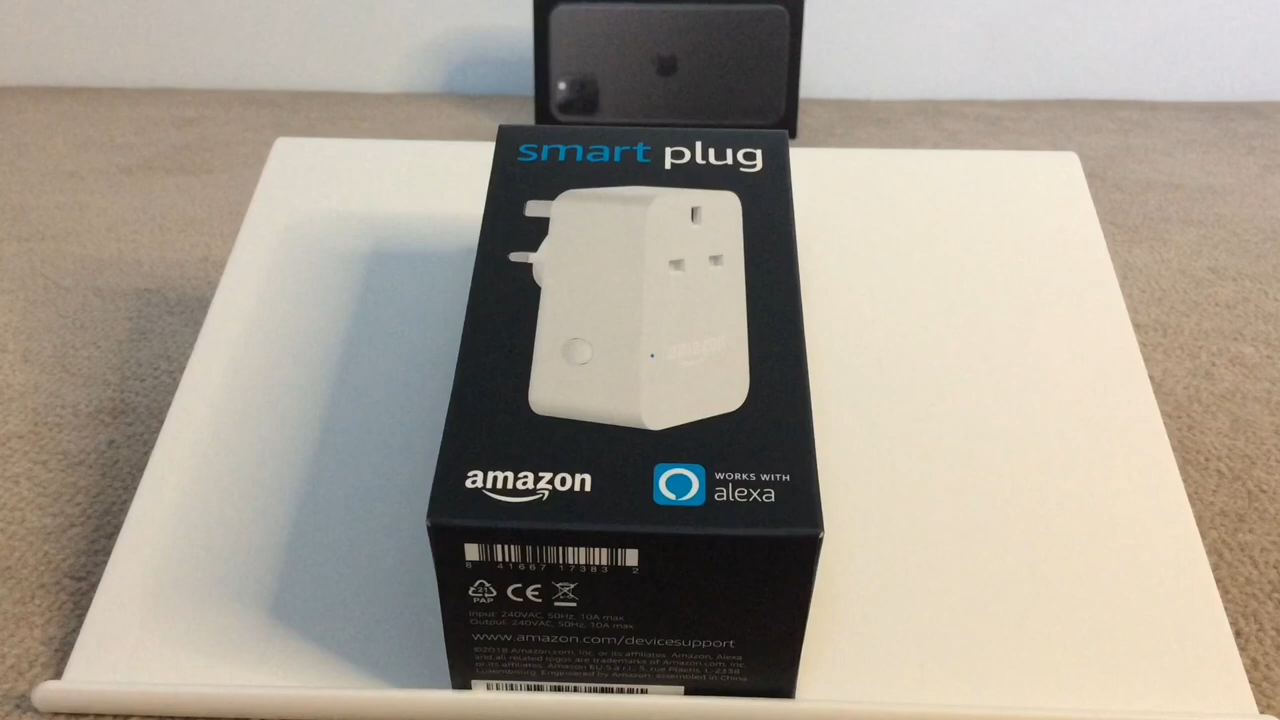 smart plug
amazon
WORKS WITH
alexa
8 41667 17383 2
21
PAP
CE
Input: 240VAC, 50Hz, 10A max
Output: 240VAC, 50Hz, 10A max
www.amazon.com/devicesupport
©2018 Amazon.com, Inc. or its affiliates. Amazon, Alexa
and all related logos are trademarks of Amazon.com, Inc.
or its affiliates. Amazon EU S.à r.l., 5, rue Plaetis, L-2338
Luxembourg. Engineered by Amazon, assembled in China